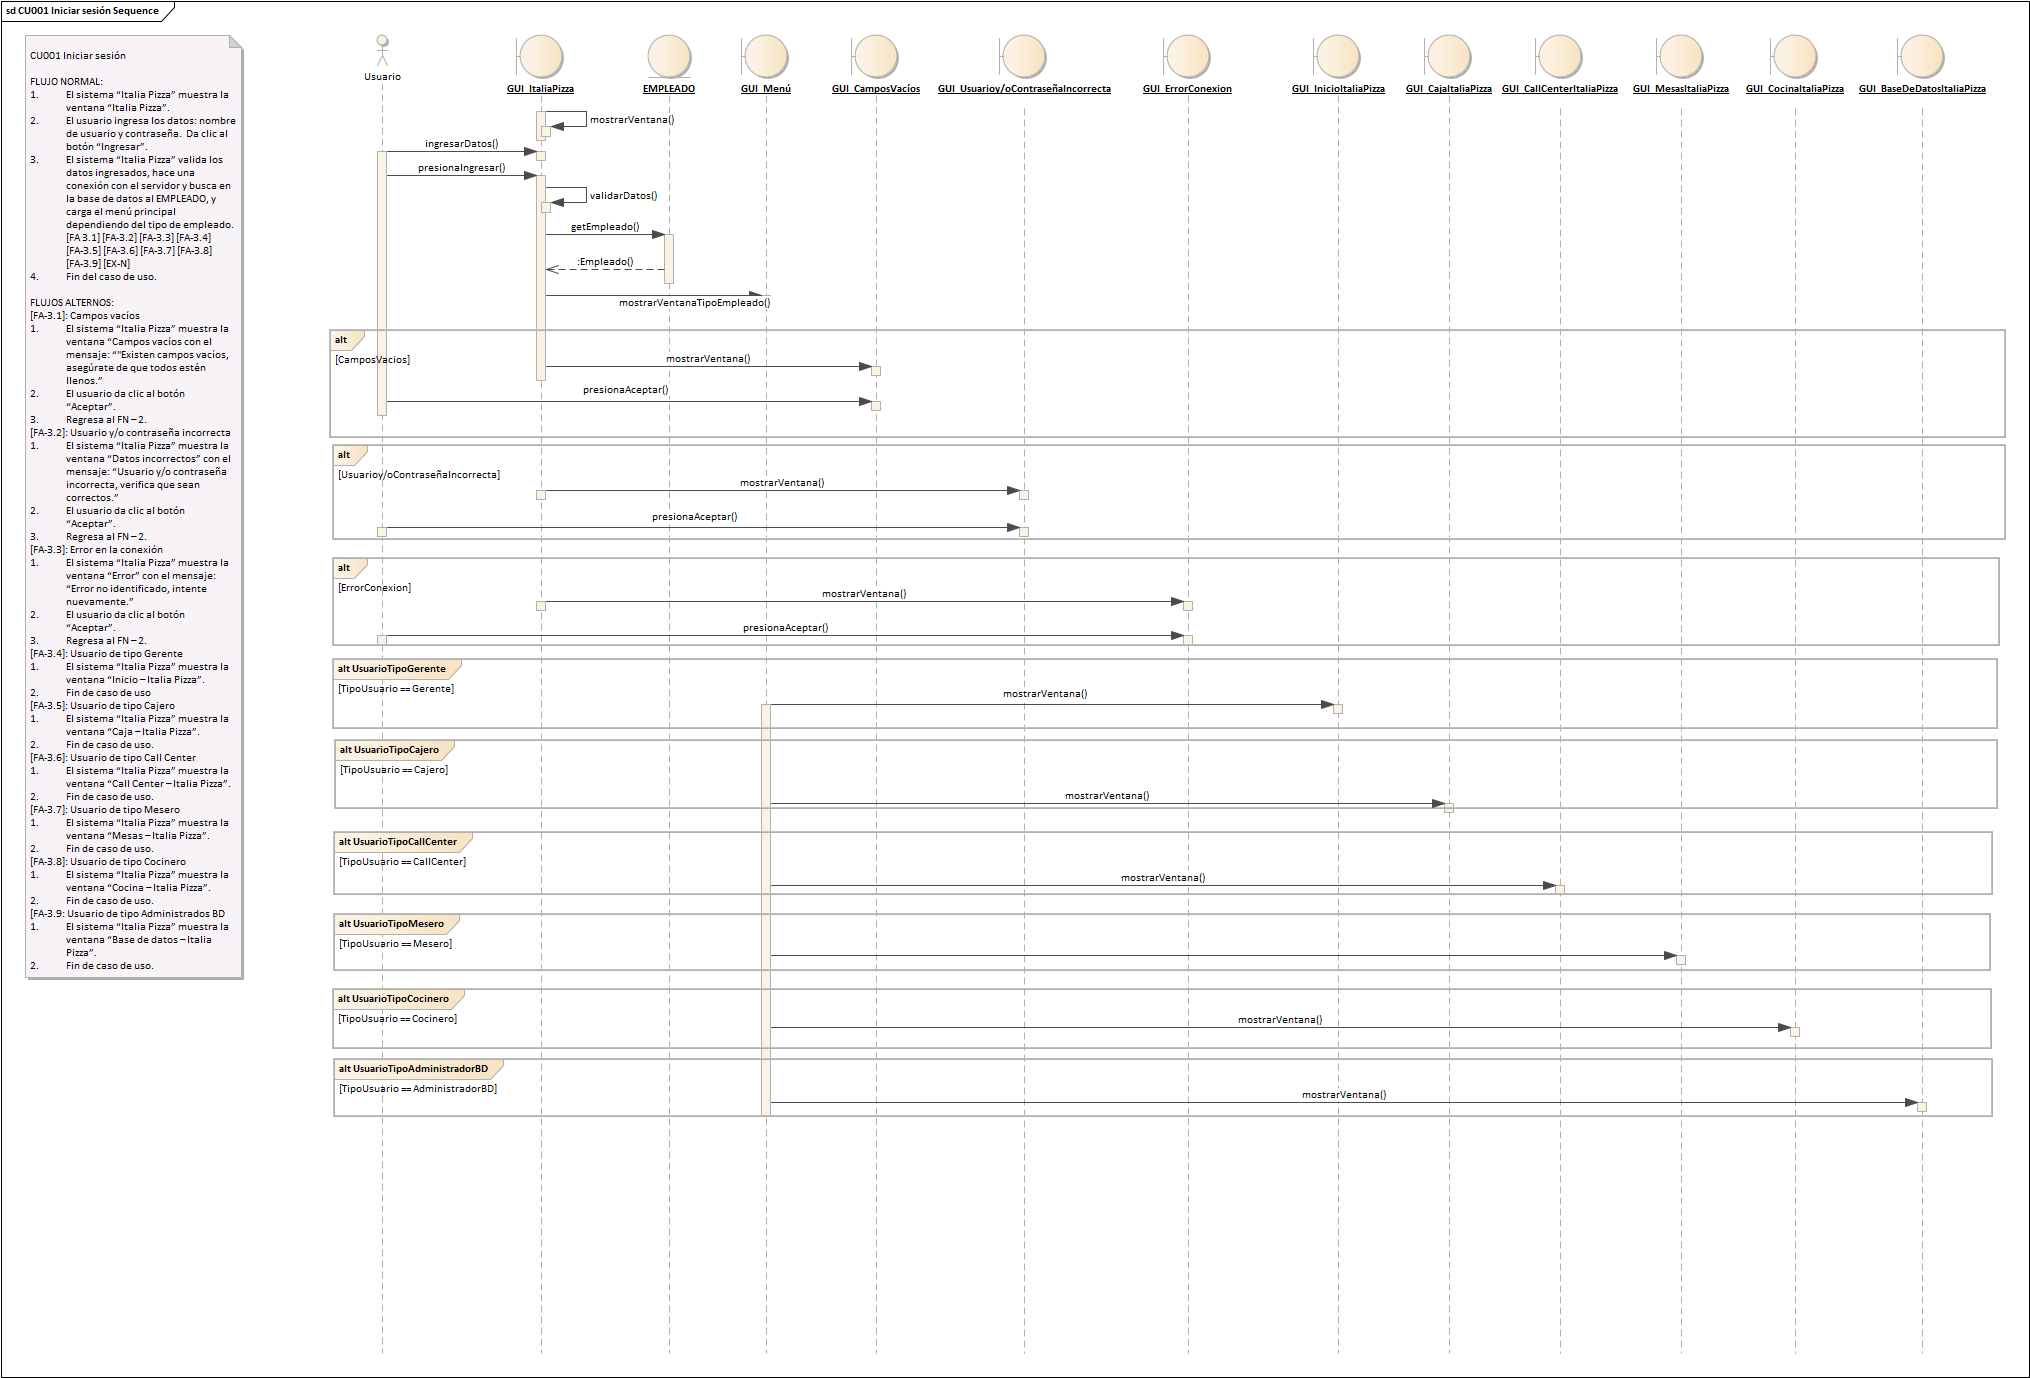 sd CU001 Iniciar sesión Sequence
CU001 Iniciar sesión
FLUJO NORMAL:
1. El sistema “Italia Pizza” muestra la
ventana “Italia Pizza”.
2. El usuario ingresa los datos: nombre
de usuario y contraseña. Da clic al
botón “Ingresar”.
3. El sistema “Italia Pizza” valida los
datos ingresados, hace una
conexión con el servidor y busca en
la base de datos al EMPLEADO, y
carga el menú principal
dependiendo del tipo de empleado.
[FA 3.1] [FA-3.2] [FA-3.3] [FA-3.4]
[FA-3.5] [FA-3.6] [FA-3.7] [FA-3.8]
[FA-3.9] [EX-N]
4. Fin del caso de uso.
FLUJOS ALTERNOS:
[FA-3.1]: Campos vacíos
1. El sistema “Italia Pizza” muestra la
ventana “Campos vacíos con el
mensaje: “"Existen campos vacíos,
asegúrate de que todos estén
llenos.”
2. El usuario da clic al botón
“Aceptar”.
3. Regresa al FN – 2.
[FA-3.2]: Usuario y/o contraseña incorrecta
1. El sistema “Italia Pizza” muestra la
ventana “Datos incorrectos” con el
mensaje: “Usuario y/o contraseña
incorrecta, verifica que sean
correctos.”
2. El usuario da clic al botón
“Aceptar”.
3. Regresa al FN – 2.
[FA-3.3]: Error en la conexión
1. El sistema “Italia Pizza” muestra la
ventana “Error” con el mensaje:
“Error no identificado, intente
nuevamente.”
2. El usuario da clic al botón
“Aceptar”.
3. Regresa al FN – 2.
[FA-3.4]: Usuario de tipo Gerente
1. El sistema “Italia Pizza” muestra la
ventana “Inicio – Italia Pizza”.
2. Fin de caso de uso
[FA-3.5]: Usuario de tipo Cajero
1. El sistema “Italia Pizza” muestra la
ventana “Caja – Italia Pizza”.
2. Fin de caso de uso.
[FA-3.6]: Usuario de tipo Call Center
1. El sistema “Italia Pizza” muestra la
ventana “Call Center – Italia Pizza”.
2. Fin de caso de uso.
[FA-3.7]: Usuario de tipo Mesero
1. El sistema “Italia Pizza” muestra la
ventana “Mesas – Italia Pizza”.
2. Fin de caso de uso.
[FA-3.8]: Usuario de tipo Cocinero
1. El sistema “Italia Pizza” muestra la
ventana “Cocina – Italia Pizza”.
2. Fin de caso de uso.
[FA-3.9: Usuario de tipo Administrados BD
1. El sistema “Italia Pizza” muestra la
ventana “Base de datos – Italia
Pizza”.
2. Fin de caso de uso.
Usuario
GUI_ItaliaPizza
EMPLEADO
GUI_Menú
GUI_CamposVacíos
GUI_Usuarioy/oContraseñaIncorrecta
GUI_ErrorConexion
GUI_InicioItaliaPizza
GUI_CajaItaliaPizza
GUI_CallCenterItaliaPizza
GUI_MesasItaliaPizza
GUI_CocinaItaliaPizza
GUI_BaseDeDatosItaliaPizza
mostrarVentana()
ingresarDatos()
presionaIngresar()
validarDatos()
getEmpleado()
:Empleado()
mostrarVentanaTipoEmpleado()
alt
[CamposVacios]
mostrarVentana()
presionaAceptar()
alt
[Usuarioy/oContraseñaIncorrecta]
mostrarVentana()
presionaAceptar()
alt
[ErrorConexion]
mostrarVentana()
presionaAceptar()
alt UsuarioTipoGerente
[TipoUsuario == Gerente]
mostrarVentana()
alt UsuarioTipoCajero
[TipoUsuario == Cajero]
mostrarVentana()
alt UsuarioTipoCallCenter
[TipoUsuario == CallCenter]
mostrarVentana()
alt UsuarioTipoMesero
[TipoUsuario == Mesero]
alt UsuarioTipoCocinero
[TipoUsuario == Cocinero]
mostrarVentana()
alt UsuarioTipoAdministradorBD
[TipoUsuario == AdministradorBD]
mostrarVentana()